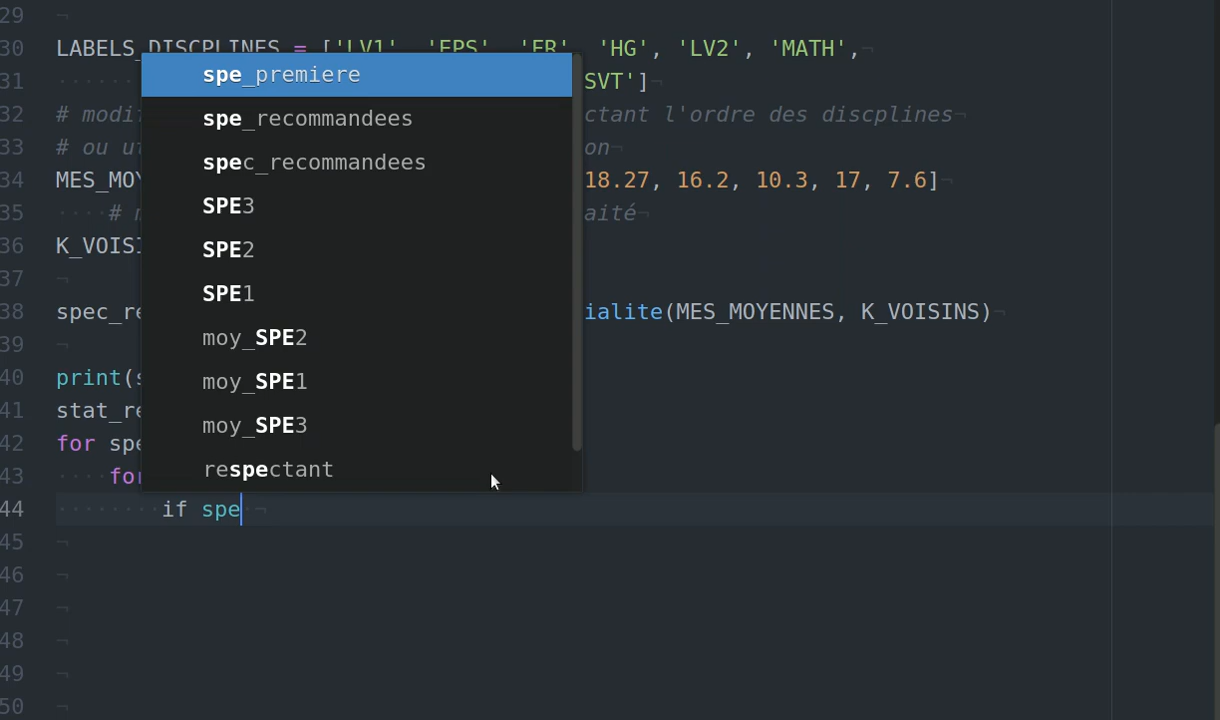 29 ¬
30 LABELS_DISCPLINES = ['LV1', 'EPS', 'FR', 'HG', 'LV2', 'MATH',¬
31 SVT']¬
32 # modif ctant l'ordre des discplines¬
33 # ou ut on¬
34 MES_MOY 18.27, 16.2, 10.3, 17, 7.6]¬
35 # m aité¬
36 K_VOISI
37 ¬
38 spec_re ialite(MES_MOYENNES, K_VOISINS)¬
39 ¬
40 print(s
41 stat_re
42 for spe
43 for
44 if spe ¬
45 ¬
46 ¬
47 ¬
48 ¬
49 ¬
50 ¬
spe_premiere
spe_recommandees
spec_recommandees
SPE3
SPE2
SPE1
moy_SPE2
moy_SPE1
moy_SPE3
respectant